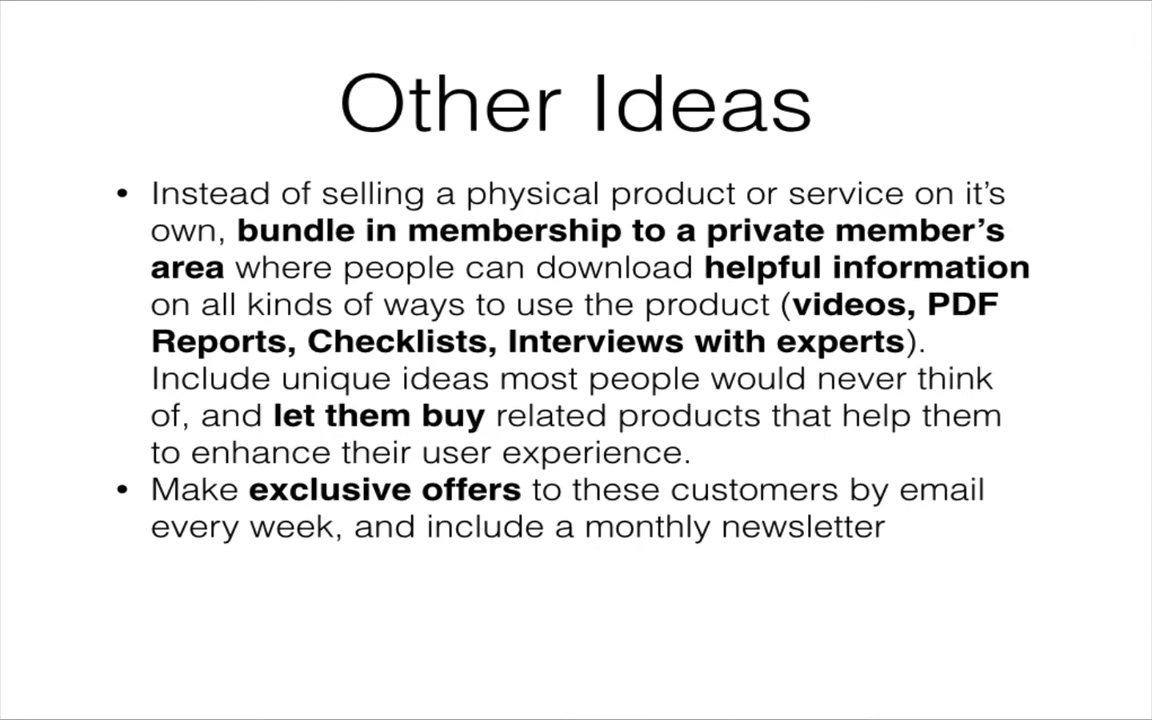 Other Ideas
• Instead of selling a physical product or service on it’s
own, bundle in membership to a private member’s
area where people can download helpful information
on all kinds of ways to use the product (videos, PDF
Reports, Checklists, Interviews with experts).
Include unique ideas most people would never think
of, and let them buy related products that help them
to enhance their user experience.
• Make exclusive offers to these customers by email
every week, and include a monthly newsletter